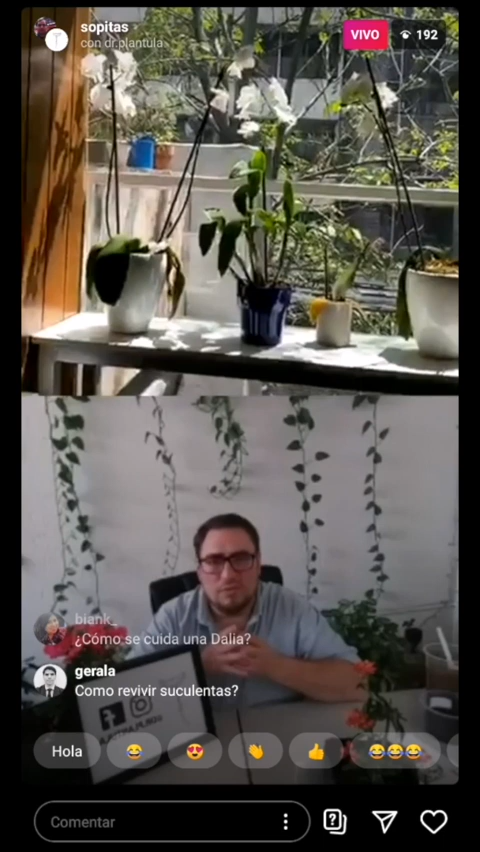 sopitas
con dr.plantula
VIVO
192
biank_
¿Cómo se cuida una Dalia?
gerala
Como revivir suculentas?
Hola
Comentar